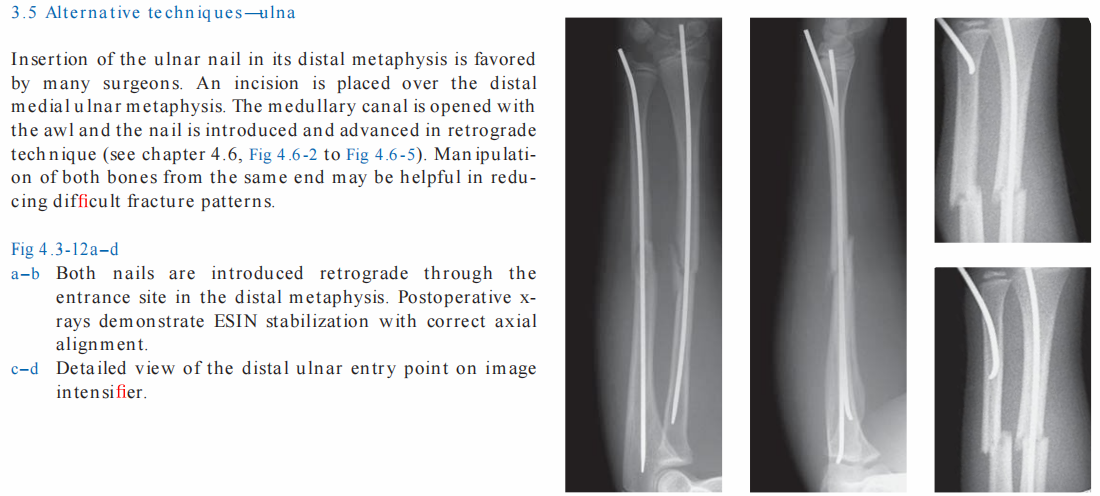 3.5 Alternative techniques—ulna
Insertion of the ulnar nail in its distal metaphysis is favored
by many surgeons. An incision is placed over the distal
medial ulnar metaphysis. The medullary canal is opened with
the awl and the nail is introduced and advanced in retrograde
technique (see chapter 4.6, Fig 4.6-2 to Fig 4.6-5). Manipulati-
on of both bones from the same end may be helpful in redu-
cing difficult fracture patterns.
Fig 4.3-12a–d
a–b Both nails are introduced retrograde through the
entrance site in the distal metaphysis. Postoperative x-
rays demonstrate ESIN stabilization with correct axial
alignment.
c–d Detailed view of the distal ulnar entry point on image
intensifier.